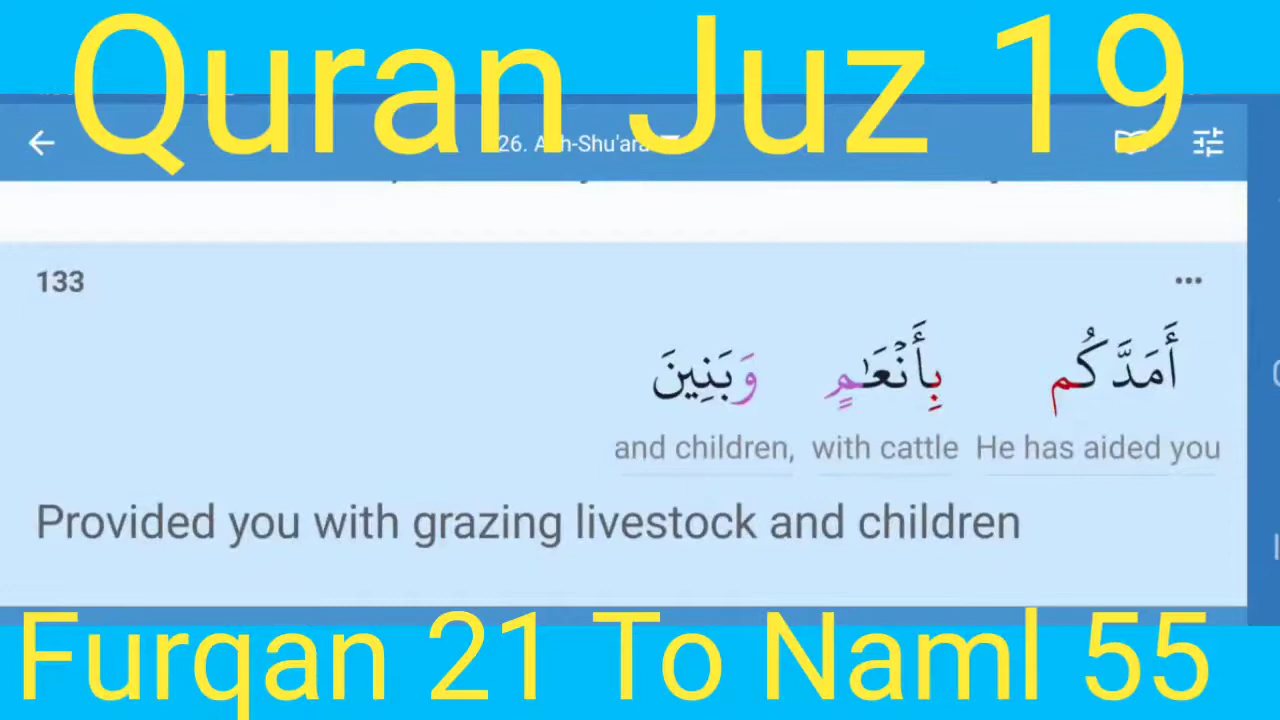 Quran Juz 19
26. Ash-Shu'ara
133
أَمَدَّكُم بِأَنْعَـٰمٍ وَبَنِينَ
and children, with cattle He has aided you
Provided you with grazing livestock and children
Furqan 21 To Naml 55